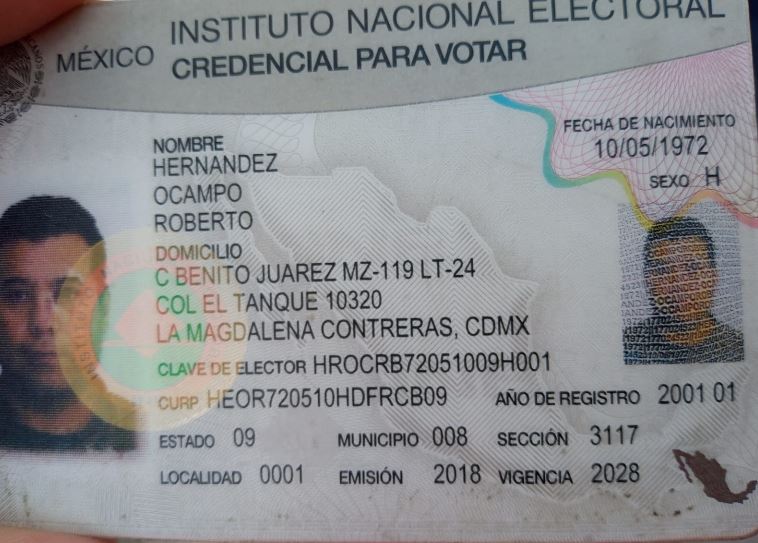 MÉXICO
INSTITUTO NACIONAL ELECTORAL
CREDENCIAL PARA VOTAR
FECHA DE NACIMIENTO
10/05/1972
SEXO H
NOMBRE
HERNANDEZ
OCAMPO
ROBERTO
DOMICILIO
C BENITO JUAREZ MZ-119 LT-24
COL EL TANQUE 10320
LA MAGDALENA CONTRERAS, CDMX
CLAVE DE ELECTOR HROCRB72051009H001
CURP HEOR720510HDFRCB09 AÑO DE REGISTRO 2001 01
ESTADO 09 MUNICIPIO 008 SECCIÓN 3117
LOCALIDAD 0001 EMISIÓN 2018 VIGENCIA 2028